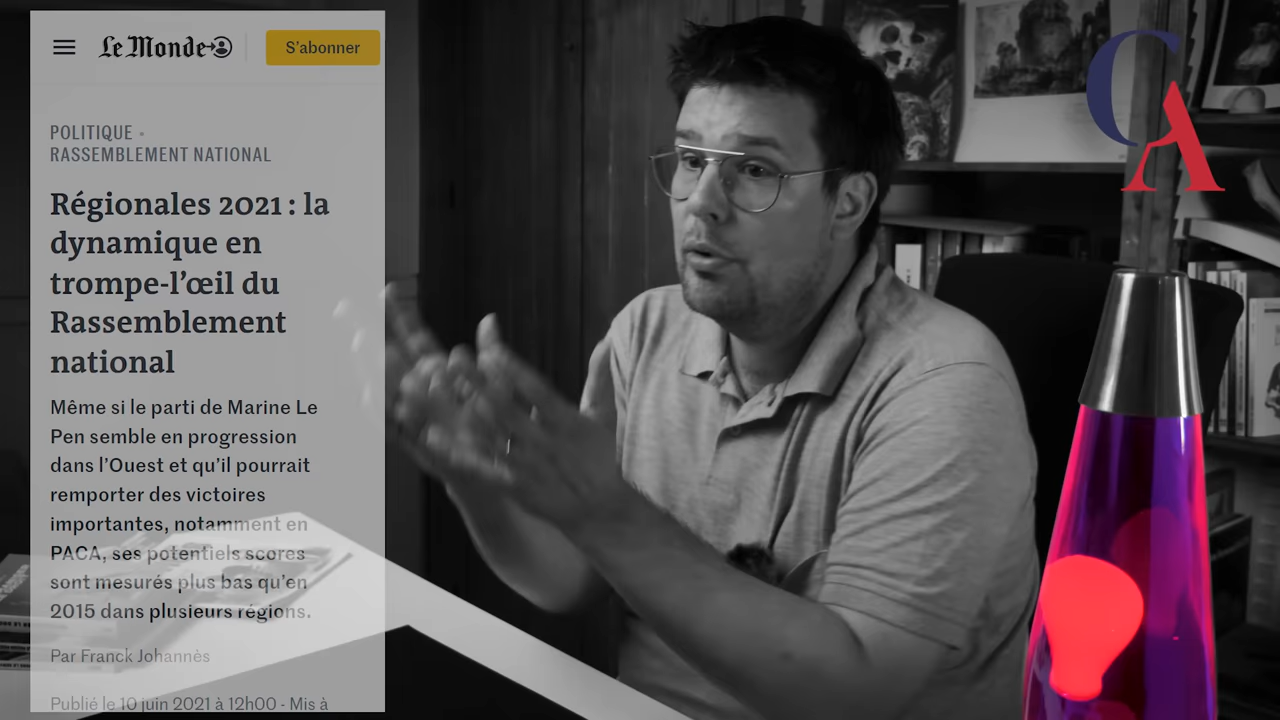 Le Monde
S'abonner
POLITIQUE •
RASSEMBLEMENT NATIONAL
Régionales 2021 : la
dynamique en
trompe-l'œil du
Rassemblement
national
Même si le parti de Marine Le
Pen semble en progression
dans l'Ouest et qu'il pourrait
remporter des victoires
importantes, notamment en
PACA, ses potentiels scores
sont mesurés plus bas qu'en
2015 dans plusieurs régions.
Par Franck Johannès
Publié le 10 juin 2021 à 12h00 - Mis à
CA